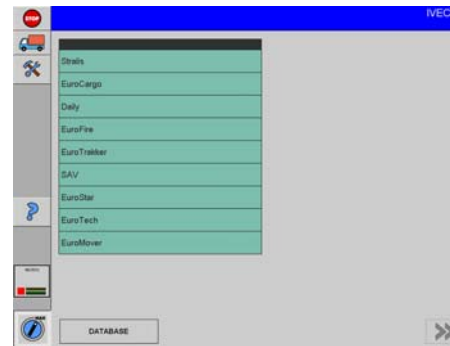 STOP
IVEC
Stralis
EuroCargo
Daily
EuroFire
EuroTrakker
SAV
EuroStar
EuroTech
EuroMover
DATABASE